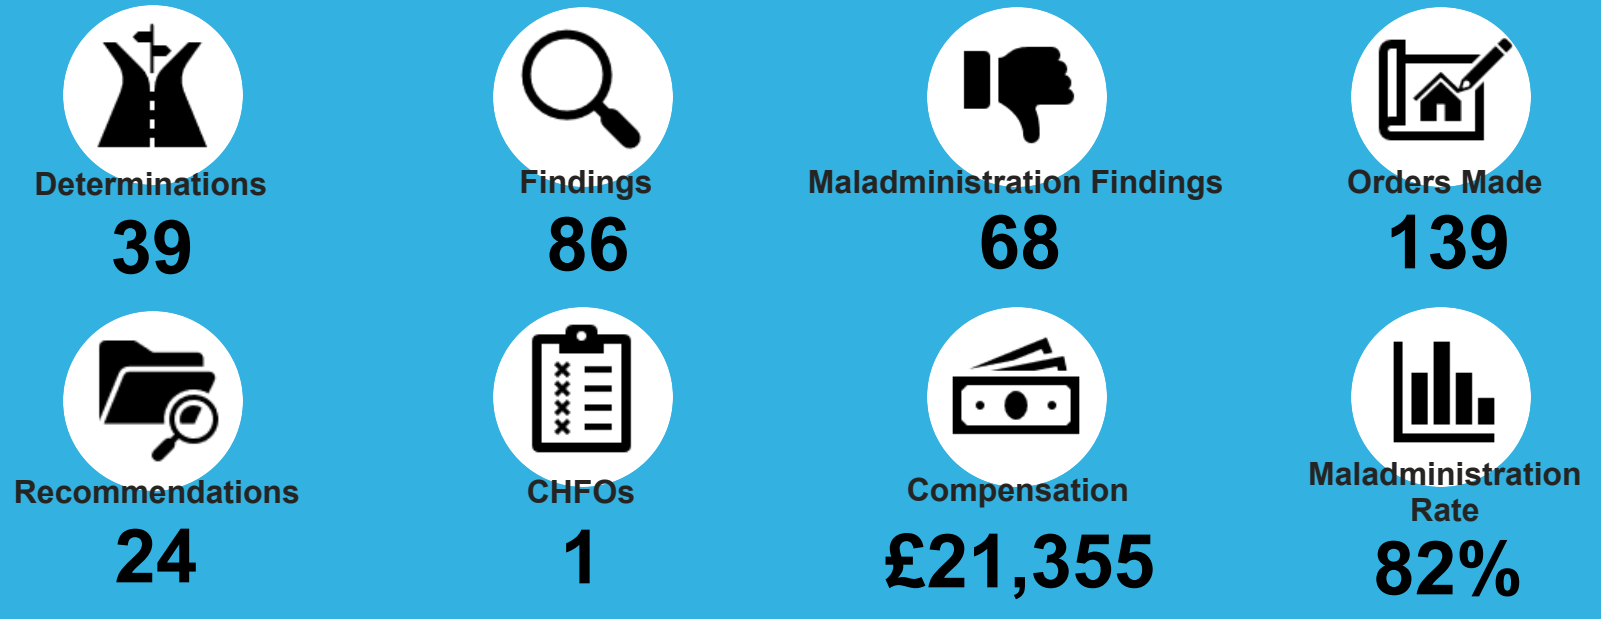 Determinations
39
Findings
86
Maladministration Findings
68
Orders Made
139
Recommendations
24
CHFOs
1
Compensation
£21,355
Maladministration
Rate
82%